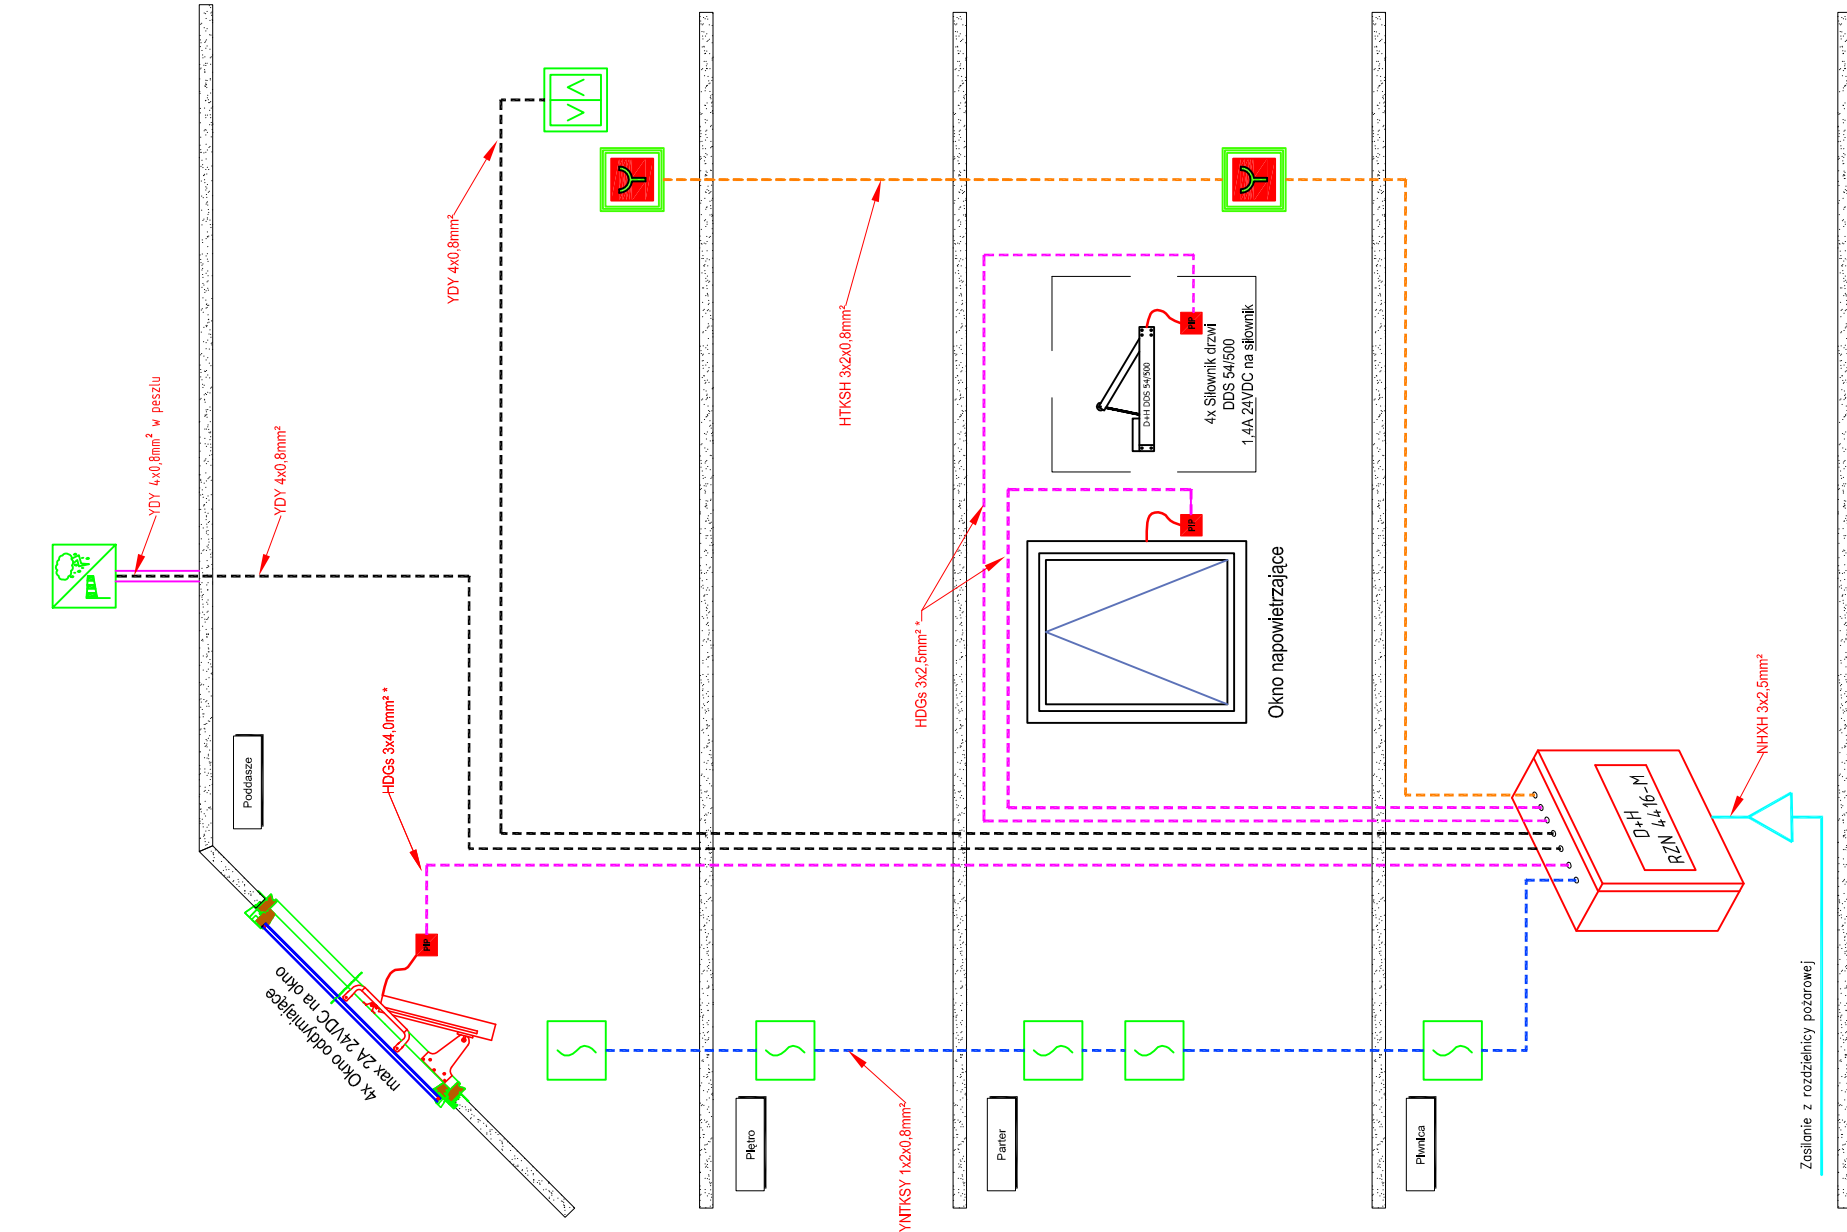 YDY 4x0,8mm² w peszlu
YDY 4x0,8mm²
YDY 4x0,8mm²
Poddasze
HDGs 3x4,0mm² *
PIP
4x Okno oddymiające
max 2A 24VDC na okno
HTKSH 3x2x0,8mm²
YNTKSY 1x2x0,8mm²
Piętro
HDGs 3x2,5mm² *
D+H DDS 54/500
PIP
4x Siłownik drzwi
DDS 54/500
1,4A 24VDC na siłownik
PIP
Okno napowietrzające
Parter
Piwnica
D+H
RZN 4416-M
NHXH 3x2,5mm²
Zasilanie z rozdzielnicy pożarowej